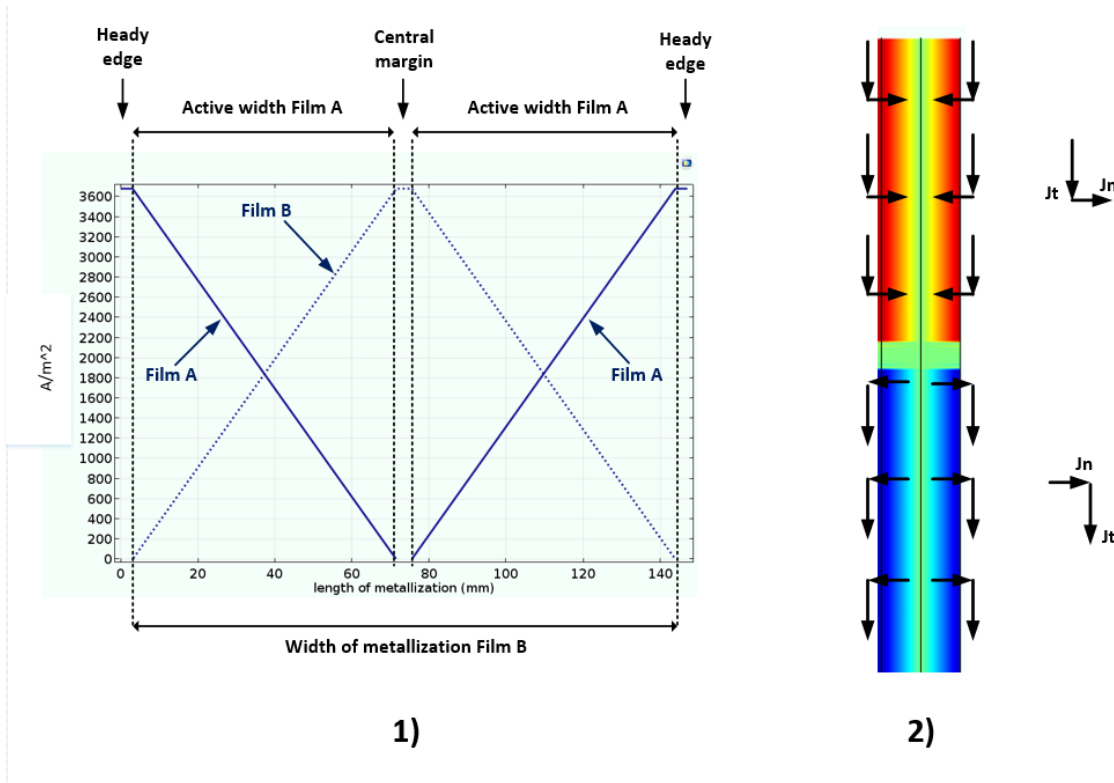 Heady
edge
Central
margin
Heady
edge
Active width Film A
Active width Film A
3600
3400
3200
3000
2800
2600
2400
2200
2000
1800
1600
1400
1200
1000
800
600
400
200
0
A/m^2
Film B
Film A
Film A
0 20 40 60 80 100 120 140
length of metallization (mm)
Width of metallization Film B
1)
Jt
Jn
Jn
Jt
2)